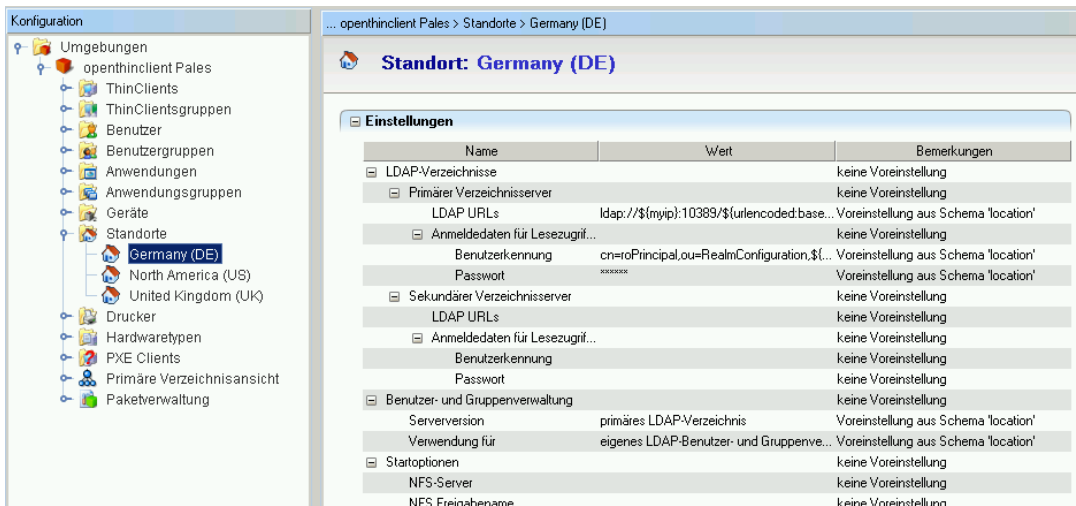 Konfiguration
Umgebungen
openthinclient Pales
ThinClients
ThinClientsgruppen
Benutzer
Benutzergruppen
Anwendungen
Anwendungsgruppen
Geräte
Standorte
Germany (DE)
North America (US)
United Kingdom (UK)
Drucker
Hardwaretypen
PXE Clients
Primäre Verzeichnisansicht
Paketverwaltung
... openthinclient Pales > Standorte > Germany (DE)
Standort: Germany (DE)
Einstellungen
Name Wert Bemerkungen
LDAP-Verzeichnisse keine Voreinstellung
Primärer Verzeichnisserver keine Voreinstellung
LDAP URLs ldap://${myip}:10389/${urlencoded:base... Voreinstellung aus Schema 'location'
Anmeldedaten für Lesezugrif... keine Voreinstellung
Benutzerkennung cn=roPrincipal,ou=RealmConfiguration,${... Voreinstellung aus Schema 'location'
Passwort ****** Voreinstellung aus Schema 'location'
Sekundärer Verzeichnisserver keine Voreinstellung
LDAP URLs keine Voreinstellung
Anmeldedaten für Lesezugrif... keine Voreinstellung
Benutzerkennung keine Voreinstellung
Passwort keine Voreinstellung
Benutzer- und Gruppenverwaltung keine Voreinstellung
Serverversion primäres LDAP-Verzeichnis Voreinstellung aus Schema 'location'
Verwendung für eigenes LDAP-Benutzer- und Gruppenve... Voreinstellung aus Schema 'location'
Startoptionen keine Voreinstellung
NFS-Server keine Voreinstellung
NFS Freigabename keine Voreinstellung